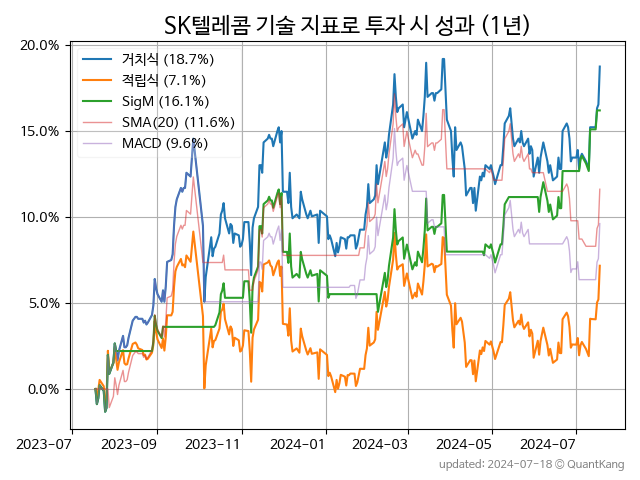 SK텔레콤 기술 지표로 투자 시 성과 (1년)
20.0%
15.0%
10.0%
5.0%
0.0%
거치식 (18.7%)
적립식 (7.1%)
SigM (16.1%)
SMA(20) (11.6%)
MACD (9.6%)
2023-07 2023-09 2023-11 2024-01 2024-03 2024-05 2024-07
updated: 2024-07-18 © QuantKang